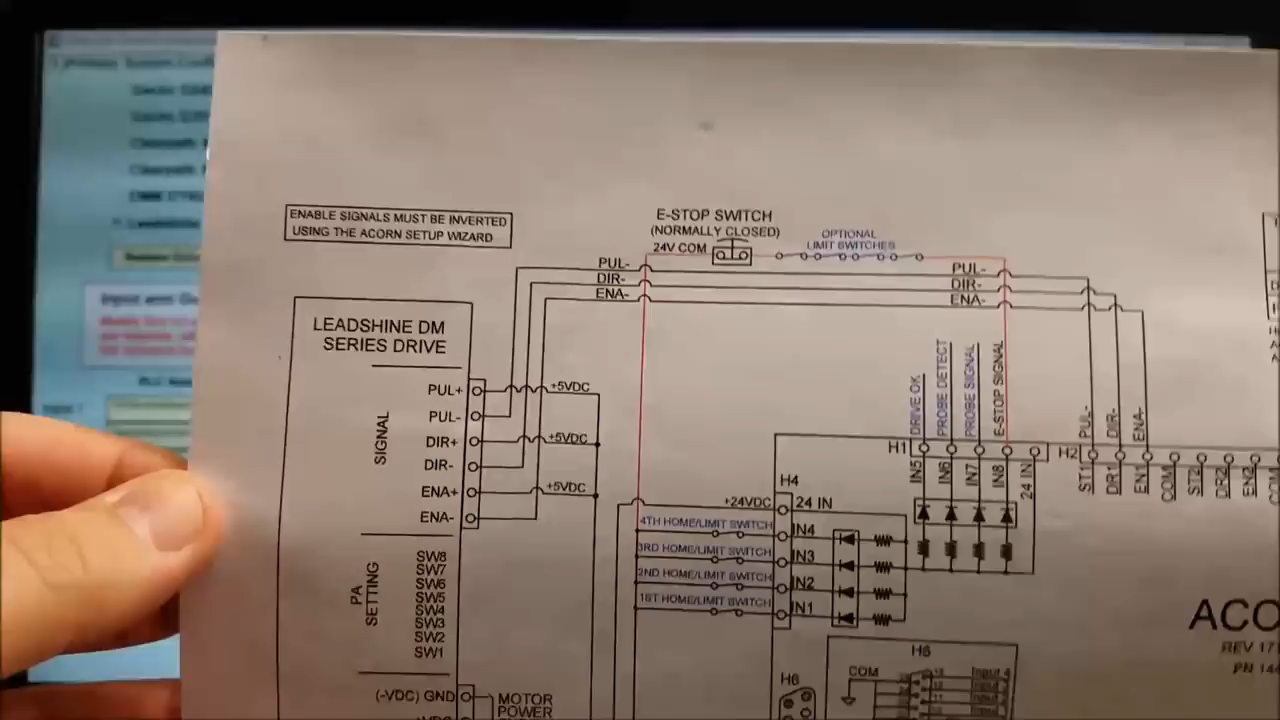 ENABLE SIGNALS MUST BE INVERTED
USING THE ACORN SETUP WIZARD
E-STOP SWITCH
(NORMALLY CLOSED)
24V COM
OPTIONAL
LIMIT SWITCHES
PUL-
DIR-
ENA-
PUL-
DIR-
ENA-
LEADSHINE DM
SERIES DRIVE
SIGNAL
PUL+
PUL-
DIR+
DIR-
ENA+
ENA-
+5VDC
+5VDC
+5VDC
PA
SETTING
SW8
SW7
SW6
SW5
SW4
SW3
SW2
SW1
(-VDC) GND
MOTOR
POWER
DRIVE OK
PROBE DETECT
PROBE SIGNAL
E-STOP SIGNAL
PUL-
DIR-
ENA-
H1
IN5
IN6
IN7
IN8
24 IN
H2
ST1
DR1
EN1
COM
ST2
DR2
EN2
COM
H4
+24VDC
24 IN
4TH HOME/LIMIT SWITCH
IN4
3RD HOME/LIMIT SWITCH
IN3
2ND HOME/LIMIT SWITCH
IN2
1ST HOME/LIMIT SWITCH
IN1
H6
H6
COM
ACO
REV 17
PN 14